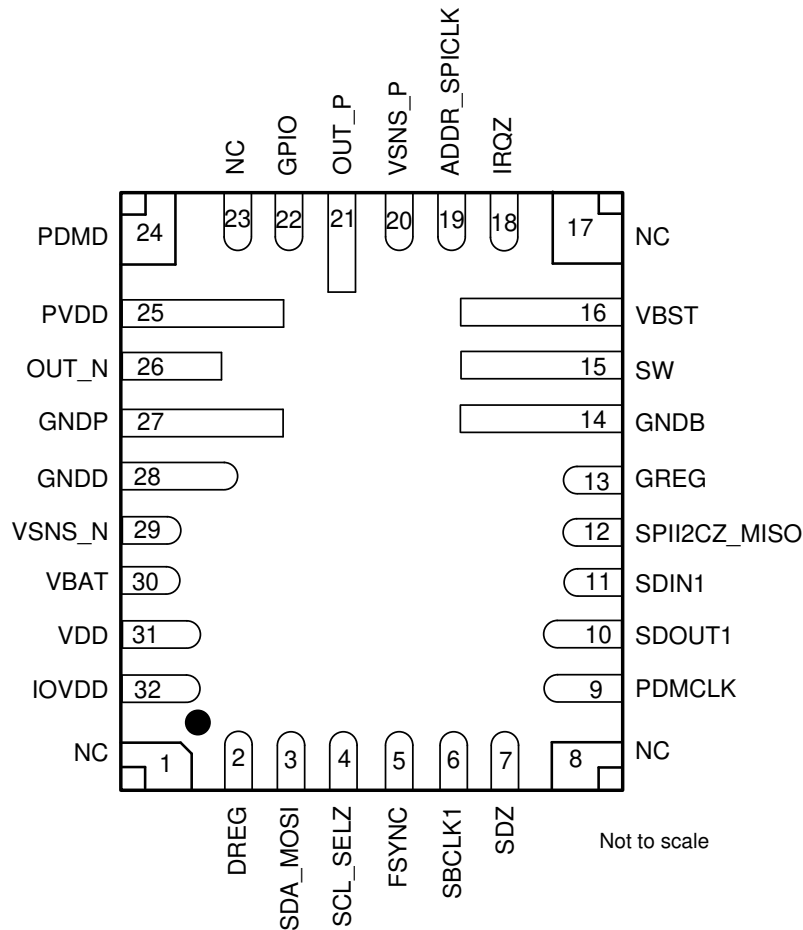 NC
GPIO
OUT_P
VSNS_P
ADDR_SPICLK
IRQZ
23
22
21
20
19
18
PDMD
24
17
NC
PVDD
25
16
VBST
OUT_N
26
15
SW
GNDP
27
14
GNDB
GNDD
28
13
GREG
VSNS_N
29
12
SPII2CZ_MISO
VBAT
30
11
SDIN1
VDD
31
10
SDOUT1
IOVDD
32
9
PDMCLK
NC
1
2
3
4
5
6
7
8
NC
DREG
SDA_MOSI
SCL_SELZ
FSYNC
SBCLK1
SDZ
Not to scale